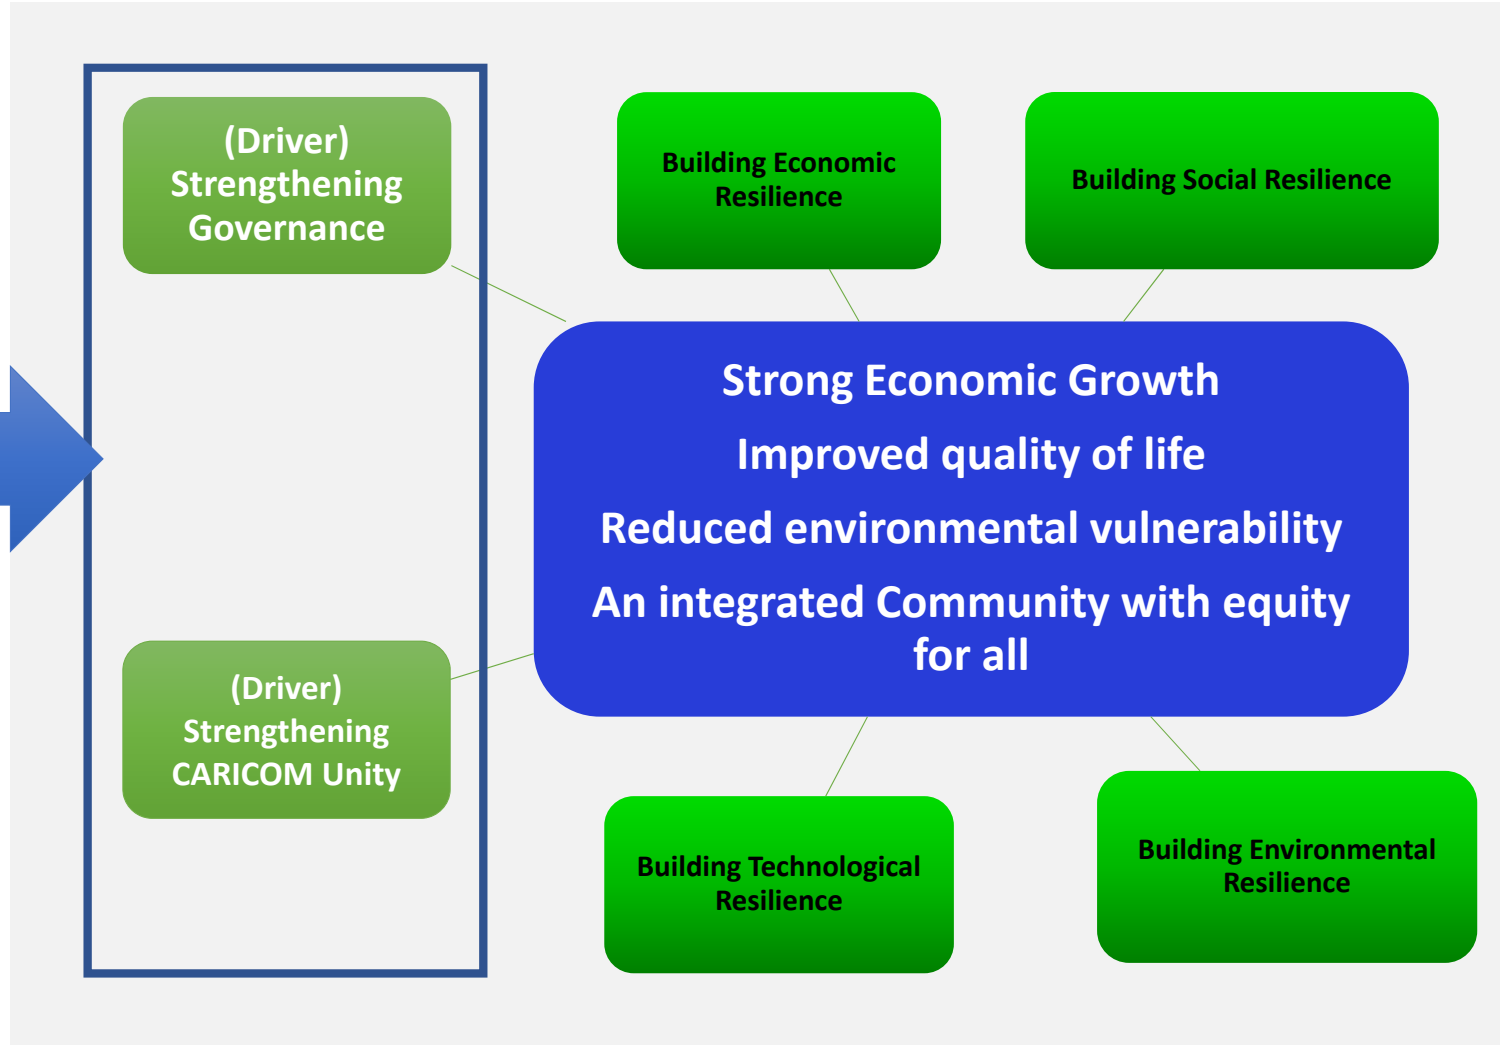 (Driver)
Strengthening
Governance
Building Economic
Resilience
Building Social Resilience
Strong Economic Growth
Improved quality of life
Reduced environmental vulnerability
An integrated Community with equity
for all
(Driver)
Strengthening
CARICOM Unity
Building Technological
Resilience
Building Environmental
Resilience